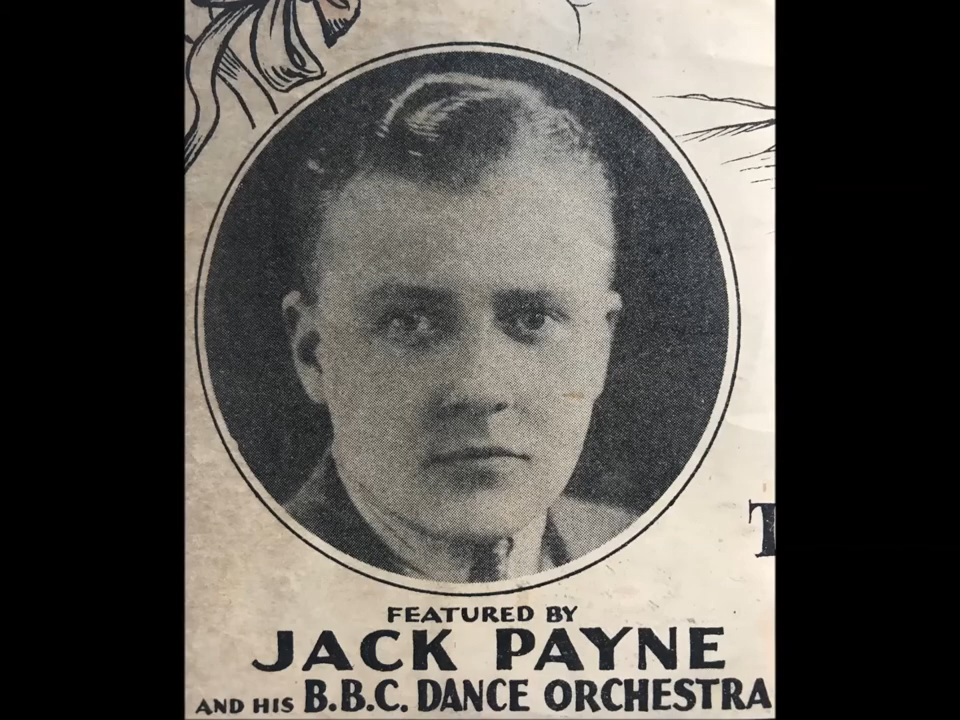 T
FEATURED BY
JACK PAYNE
AND HIS B.B.C. DANCE ORCHESTRA